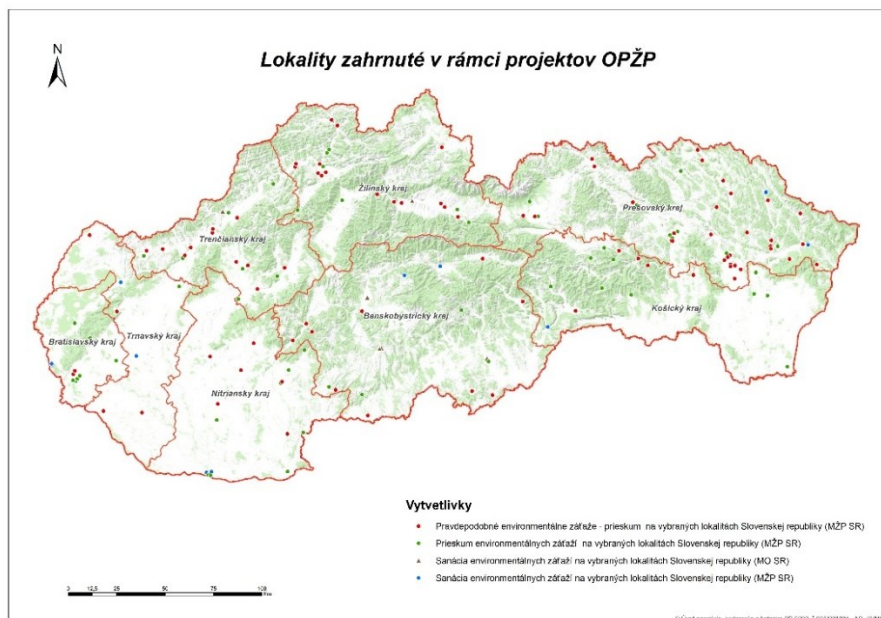 Lokality zahrnuté v rámci projektov OPŽP
N
Žilinský kraj
Prešovský kraj
Trenčiansky kraj
Banskobystrický kraj
Košický kraj
Bratislavský kraj
Trnavský kraj
Nitriansky kraj
Vytvetlivky
Pravdepodobné environmentálne záťaže - prieskum na vybraných lokalitách Slovenskej republiky (MŽP SR)
Prieskum environmentálnych záťaží na vybraných lokalitách Slovenskej republiky (MŽP SR)
Sanácia environmentálnych záťaží na vybraných lokalitách Slovenskej republiky (MO SR)
Sanácia environmentálnych záťaží na vybraných lokalitách Slovenskej republiky (MŽP SR)
0 12,5 25 50 75 100